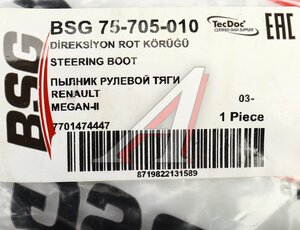 BSG
BSG 75-705-010
DİREKSİYON ROT KÖRÜĞÜ
STEERING BOOT
ПЫЛНИК РУЛЕВОЙ ТЯГИ
RENAULT
MEGAN-II
7701474447
TecDoc
CERTIFIED DATA SUPPLIER
EAC
03-
1 Piece
8719822131589